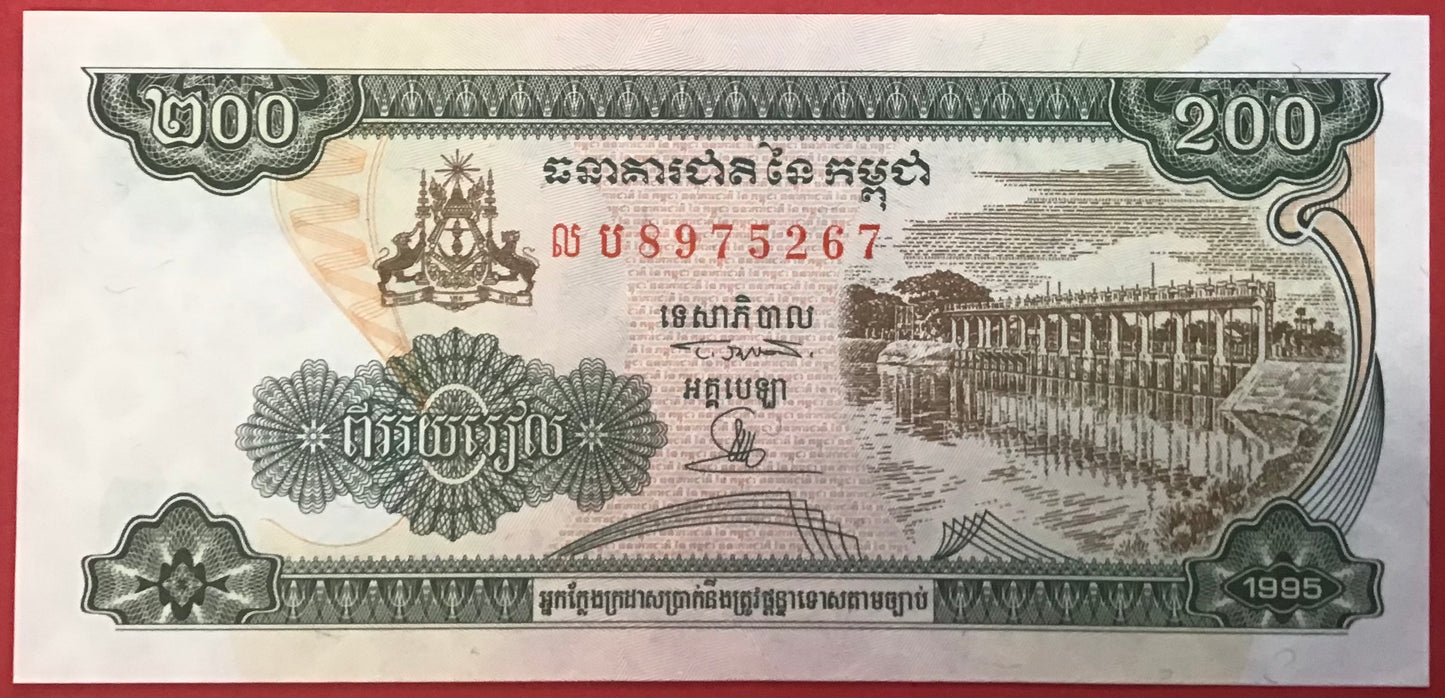 ២០០
200
ធនាគារជាតិនៃកម្ពុជា
ល ប 8975267
ទេសាភិបាល
អគ្គបេឡា
ពីររយរៀល
អ្នកក្លែងក្រដាសប្រាក់នឹងត្រូវផ្តន្ទាទោសតាមច្បាប់
1995